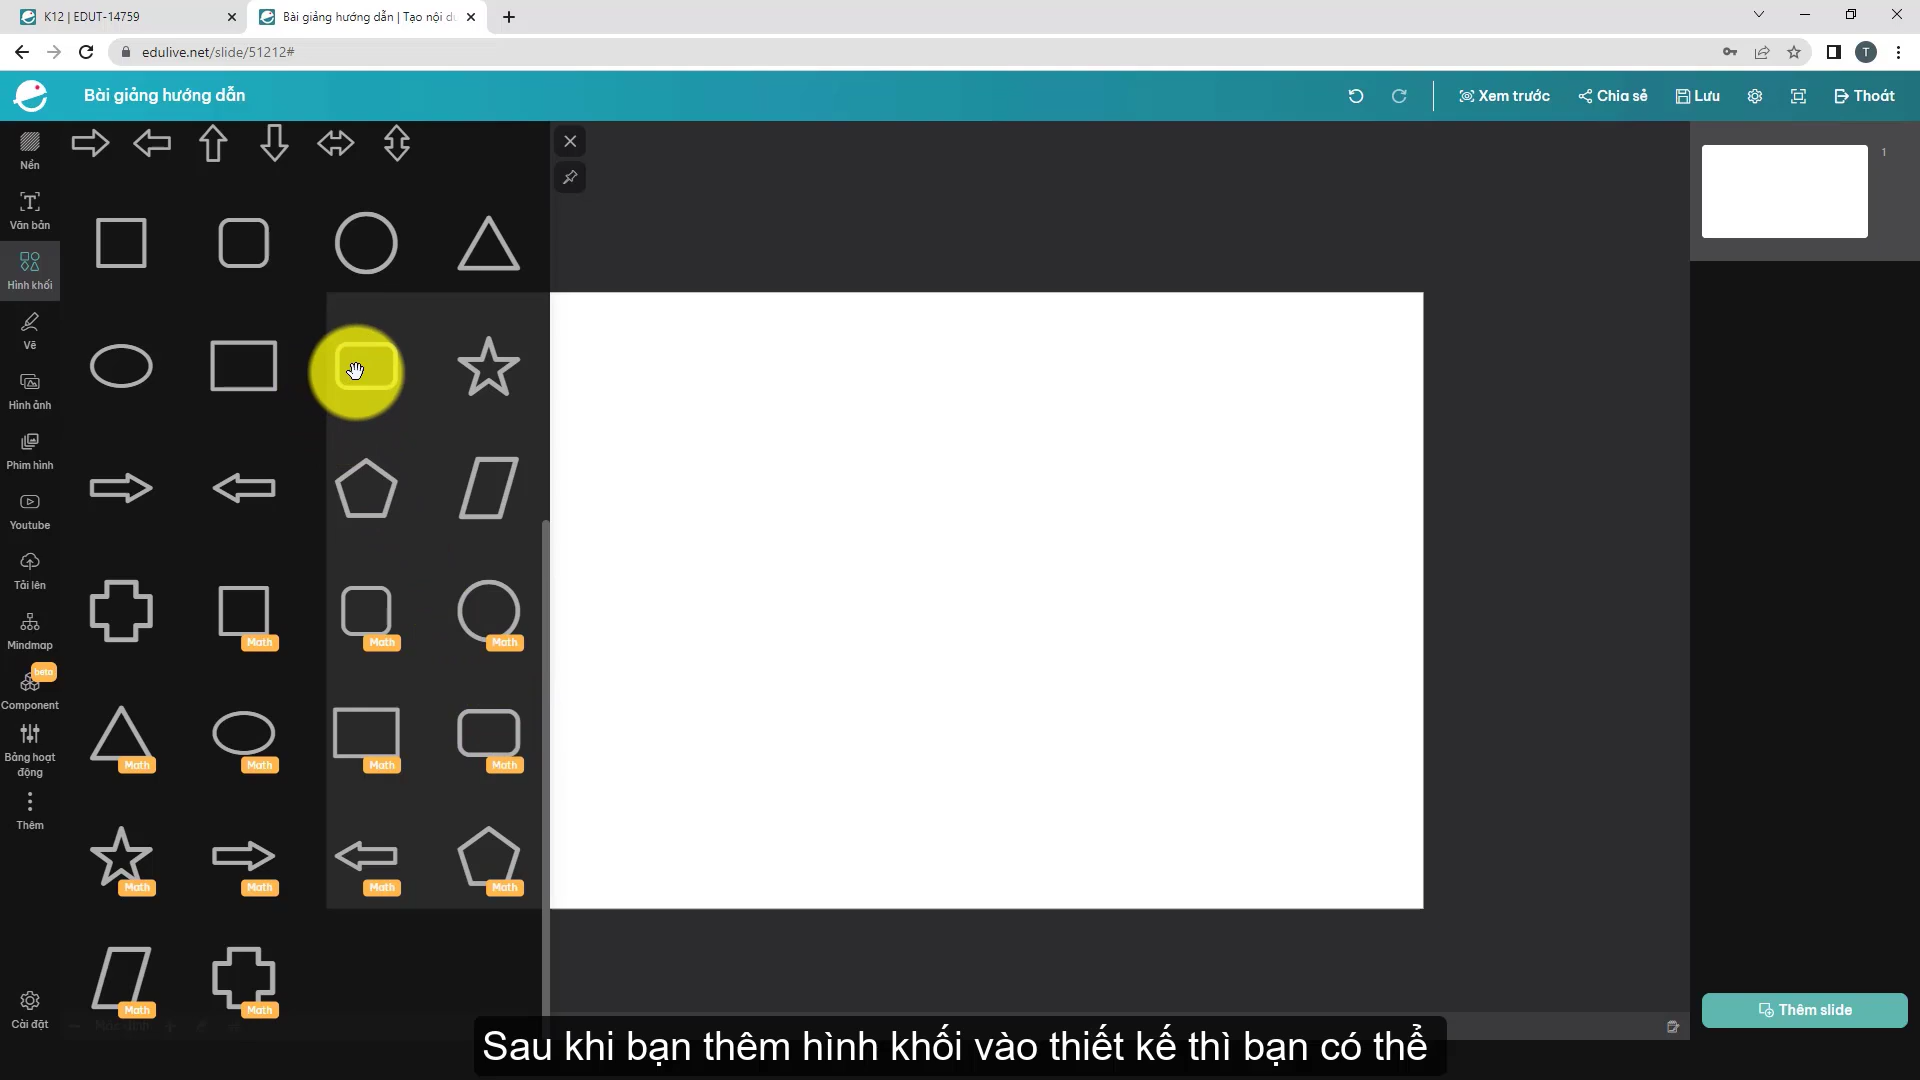 K12 | EDUT-14759
Bài giảng hướng dẫn | Tạo nội du
edulive.net/slide/51212#
T
Bài giảng hướng dẫn
Xem trước
Chia sẻ
Lưu
Thoát
Nền
Văn bản
Hình khối
Vẽ
Hình ảnh
Phim hình
Youtube
Tải lên
Mindmap
beta
Component
Bảng hoạt
động
Thêm
Cài đặt
Math
Math
Math
Math
Math
Math
Math
Math
Math
Math
Math
Math
Math
1
Thêm slide
Sau khi bạn thêm hình khối vào thiết kế thì bạn có thể